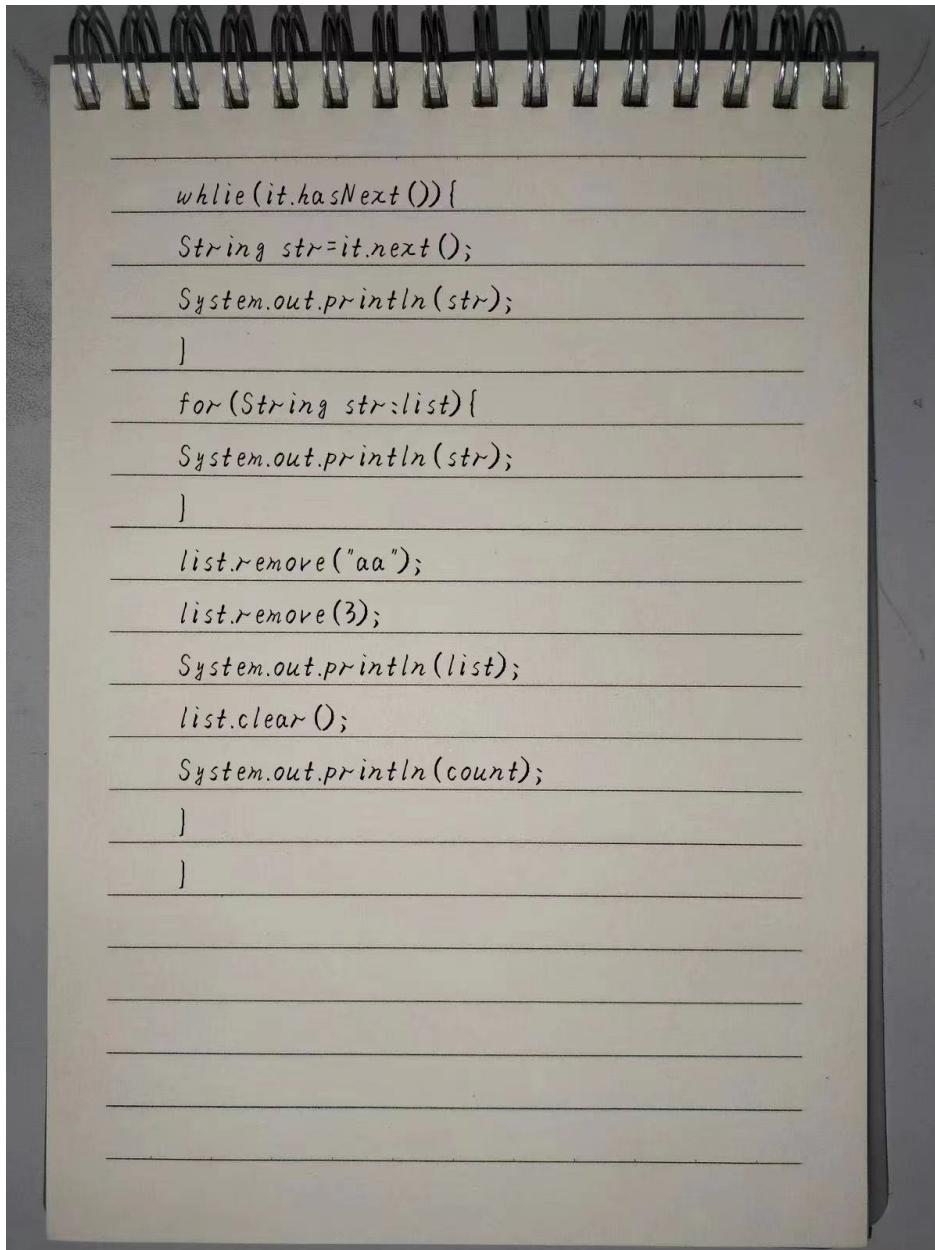 whlie(it.hasNext()){
String str=it.next();
System.out.println(str);
}
for(String str:list){
System.out.println(str);
}
list.remove("aa");
list.remove(3);
System.out.println(list);
list.clear();
System.out.println(count);
}
}